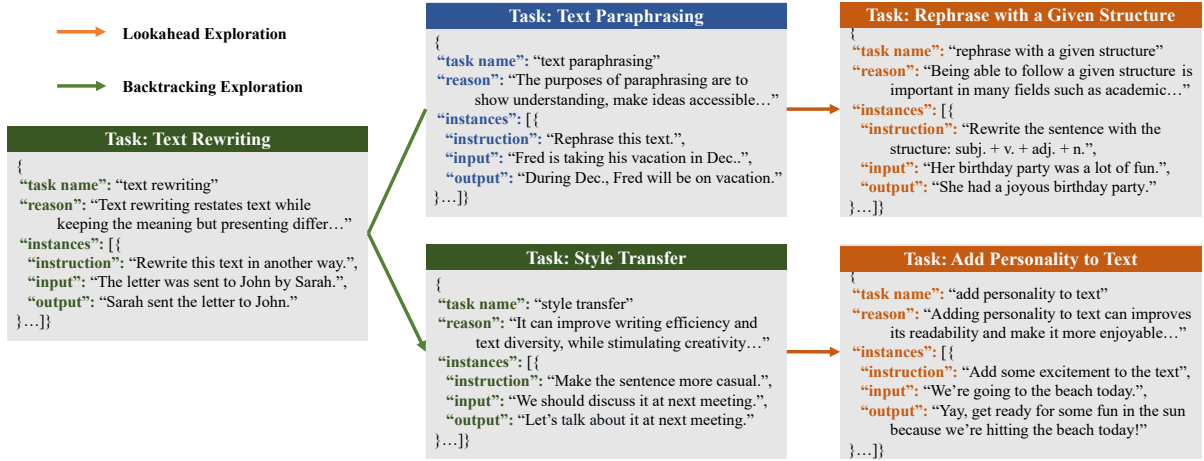 Lookahead Exploration
Backtracking Exploration
Task: Text Rewriting
{
“task name”: “text rewriting”
“reason”: “Text rewriting restates text while
keeping the meaning but presenting differ…”
“instances”: [{
“instruction”: “Rewrite this text in another way.”,
“input”: “The letter was sent to John by Sarah.”,
“output”: “Sarah sent the letter to John.”
}…]}
Task: Text Paraphrasing
{
“task name”: “text paraphrasing”
“reason”: “The purposes of paraphrasing are to
show understanding, make ideas accessible…”
“instances”: [{
“instruction”: “Rephrase this text.”,
“input”: “Fred is taking his vacation in Dec..”,
“output”: “During Dec., Fred will be on vacation.”
}…]}
Task: Style Transfer
{
“task name”: “style transfer”
“reason”: “It can improve writing efficiency and
text diversity, while stimulating creativity…”
“instances”: [{
“instruction”: “Make the sentence more casual.”,
“input”: “We should discuss it at next meeting.”,
“output”: “Let’s talk about it at next meeting.”
}…]}
Task: Rephrase with a Given Structure
{
“task name”: “rephrase with a given structure”
“reason”: “Being able to follow a given structure is
important in many fields such as academic…”
“instances”: [{
“instruction”: “Rewrite the sentence with the
structure: subj. + v. + adj. + n.”,
“input”: “Her birthday party was a lot of fun.”,
“output”: “She had a joyous birthday party.”
}…]}
Task: Add Personality to Text
{
“task name”: “add personality to text”
“reason”: “Adding personality to text can improves
its readability and make it more enjoyable…”
“instances”: [{
“instruction”: “Add some excitement to the text”,
“input”: “We’re going to the beach today.”,
“output”: “Yay, get ready for some fun in the sun
because we’re hitting the beach today!”
}…]}